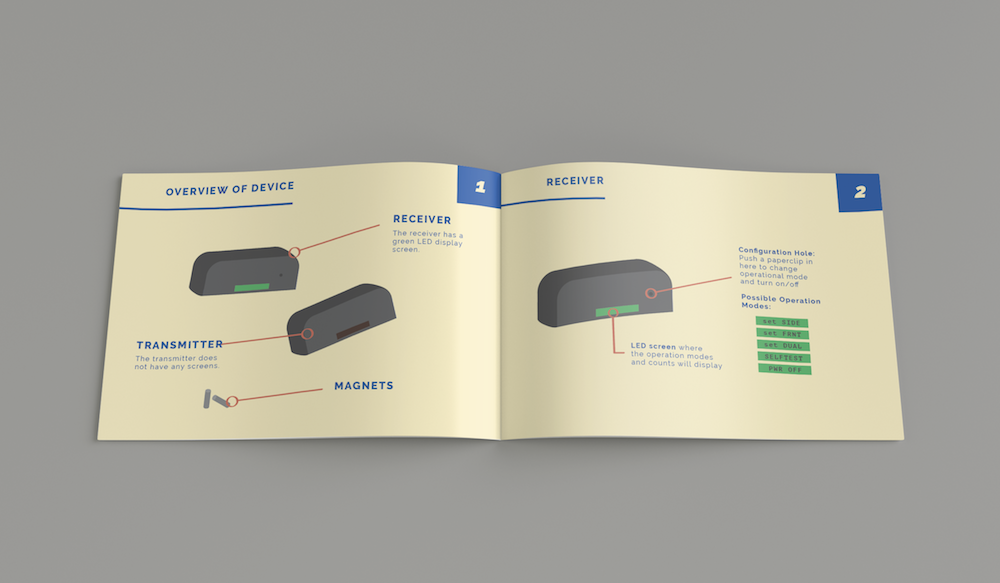 OVERVIEW OF DEVICE
1
RECEIVER
The receiver has a
green LED display
screen.
TRANSMITTER
The transmitter does
not have any screens.
MAGNETS
RECEIVER
2
Configuration Hole:
Push a paperclip in
here to change
operational mode
and turn on/off
Possible Operation
Modes:
set SIDE
set FRNT
set DUAL
SELFTEST
PWR OFF
LED screen where
the operation modes
and counts will display